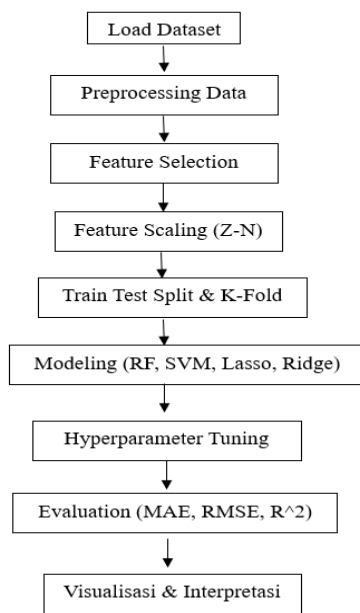 Load Dataset
Preprocessing Data
Feature Selection
Feature Scaling (Z-N)
Train Test Split & K-Fold
Modeling (RF, SVM, Lasso, Ridge)
Hyperparameter Tuning
Evaluation (MAE, RMSE, R^2)
Visualisasi & Interpretasi